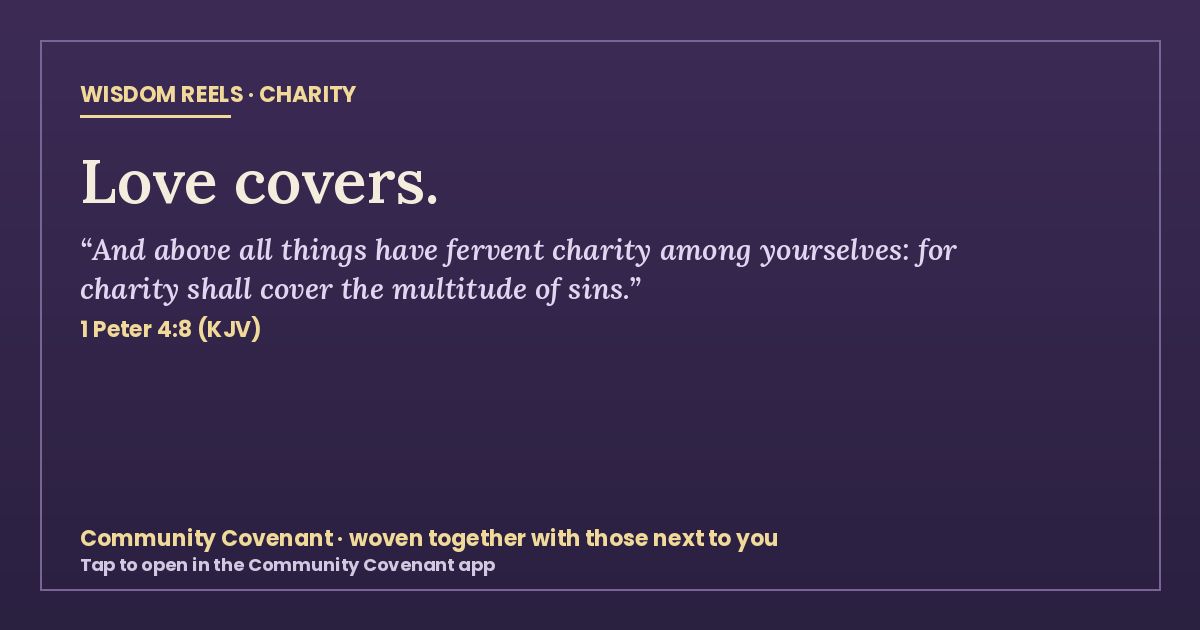 WISDOM REELS · CHARITY
Love covers.
“And above all things have fervent charity among yourselves: for
charity shall cover the multitude of sins.”
1 Peter 4:8 (KJV)
Community Covenant · woven together with those next to you
Tap to open in the Community Covenant app